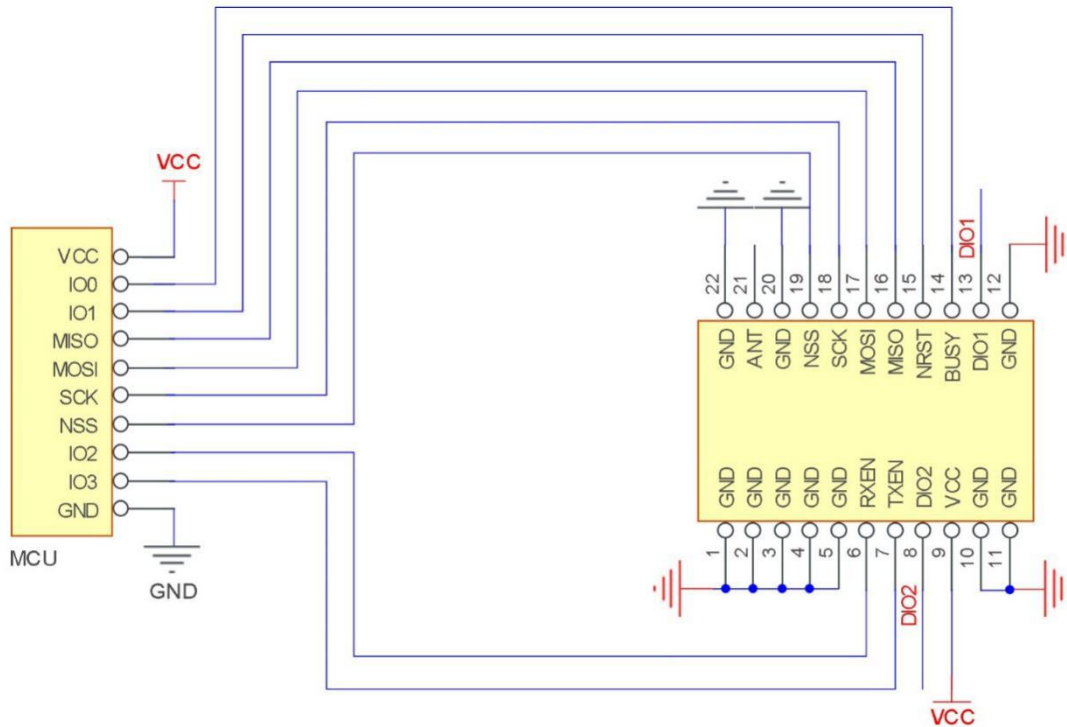 VCC
VCC
IO0
IO1
MISO
MOSI
SCK
NSS
IO2
IO3
GND
MCU
GND
DIO1
22 21 20 19 18 17 16 15 14 13 12
GND ANT GND NSS SCK MOSI MISO NRST BUSY DIO1 GND
GND GND GND GND GND RXEN TXEN DIO2 VCC GND GND
1 2 3 4 5 6 7 8 9 10 11
DIO2
VCC